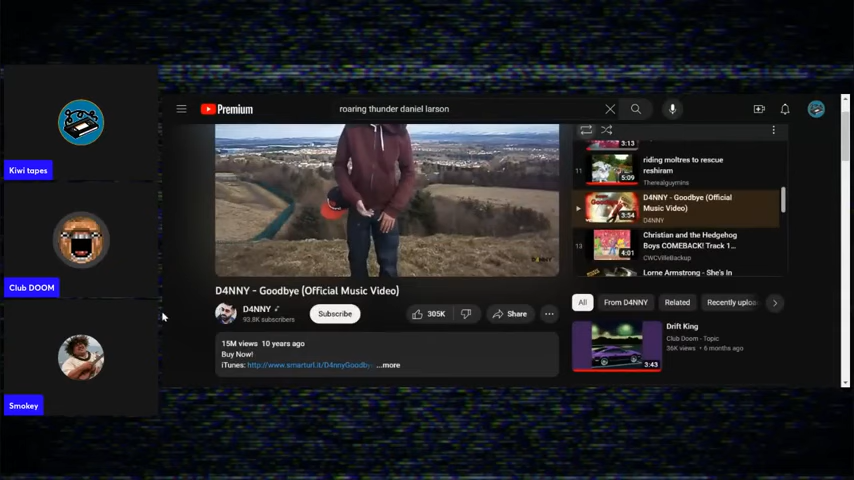 Kiwi tapes
Club DOOM
Smokey
Premium
roaring thunder daniel larson
D4NNY
D4NNY - Goodbye (Official Music Video)
D4NNY
93.8K subscribers
Subscribe
305K
Share
15M views 10 years ago
Buy Now!
iTunes: http://www.smarturl.it/D4nnyGoodby... ...more
3:13
11
5:09
riding moltres to rescue
reshiram
Therealguymins
3:54
D4NNY - Goodbye (Official
Music Video)
D4NNY
13
4:01
Christian and the Hedgehog
Boys COMEBACK! Track 1...
CWCVilleBackup
Lorne Armstrong - She's In
All
From D4NNY
Related
Recently uploa
3:43
Drift King
Club Doom - Topic
36K views • 6 months ago